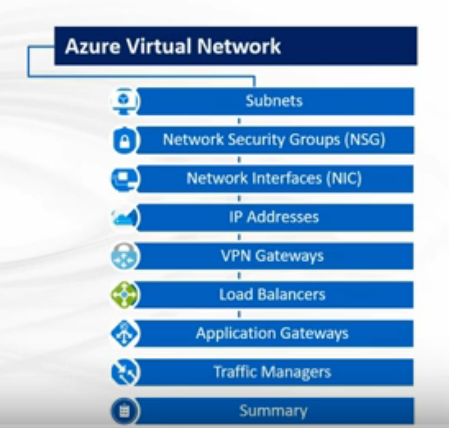 Azure Virtual Network
Subnets
Network Security Groups (NSG)
Network Interfaces (NIC)
IP Addresses
VPN Gateways
Load Balancers
Application Gateways
Traffic Managers
Summary